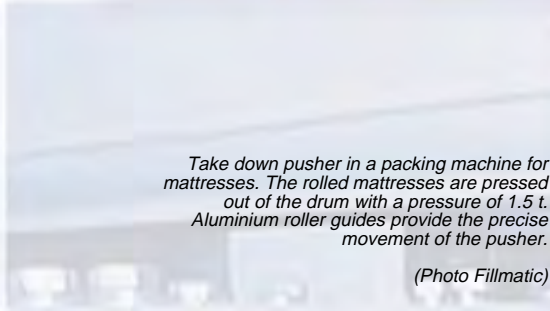 Take down pusher in a packing machine for
mattresses. The rolled mattresses are pressed
out of the drum with a pressure of 1.5 t.
Aluminium roller guides provide the precise
movement of the pusher.
(Photo Fillmatic)